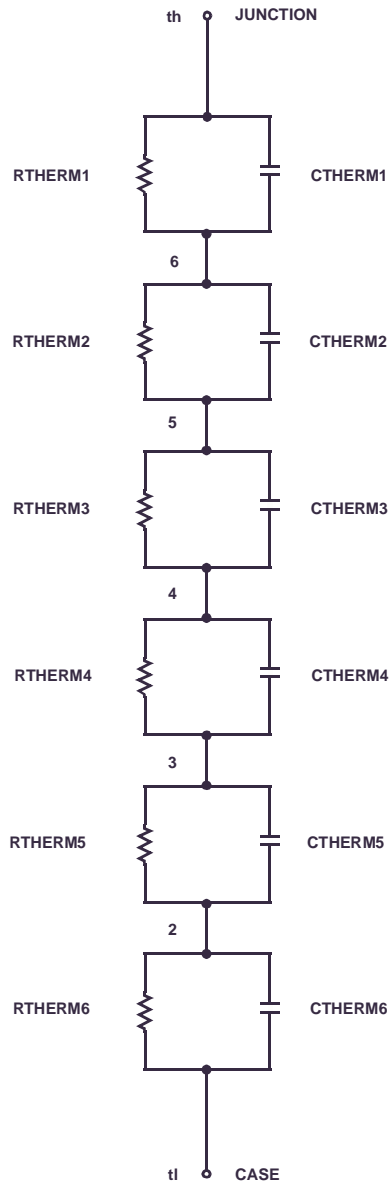 th JUNCTION
RTHERM1 CTHERM1
6
RTHERM2 CTHERM2
5
RTHERM3 CTHERM3
4
RTHERM4 CTHERM4
3
RTHERM5 CTHERM5
2
RTHERM6 CTHERM6
tl CASE